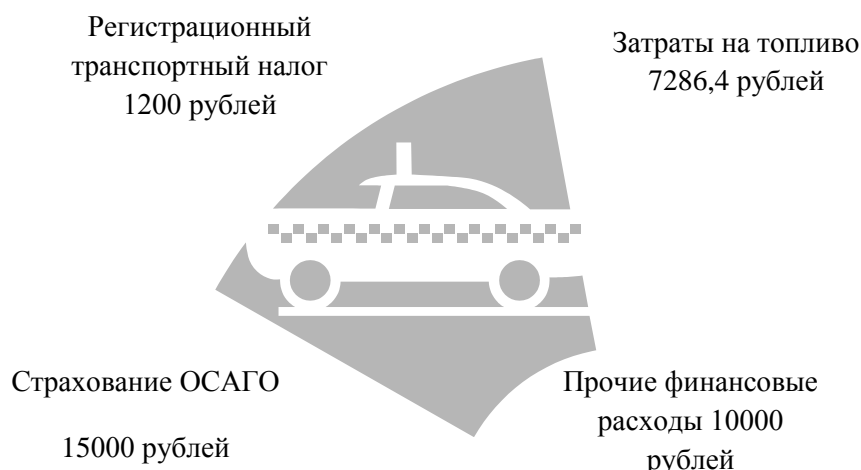 Регистрационный
транспортный налог
1200 рублей
Затраты на топливо
7286,4 рублей
Страхование ОСАГО
15000 рублей
Прочие финансовые
расходы 10000
рублей